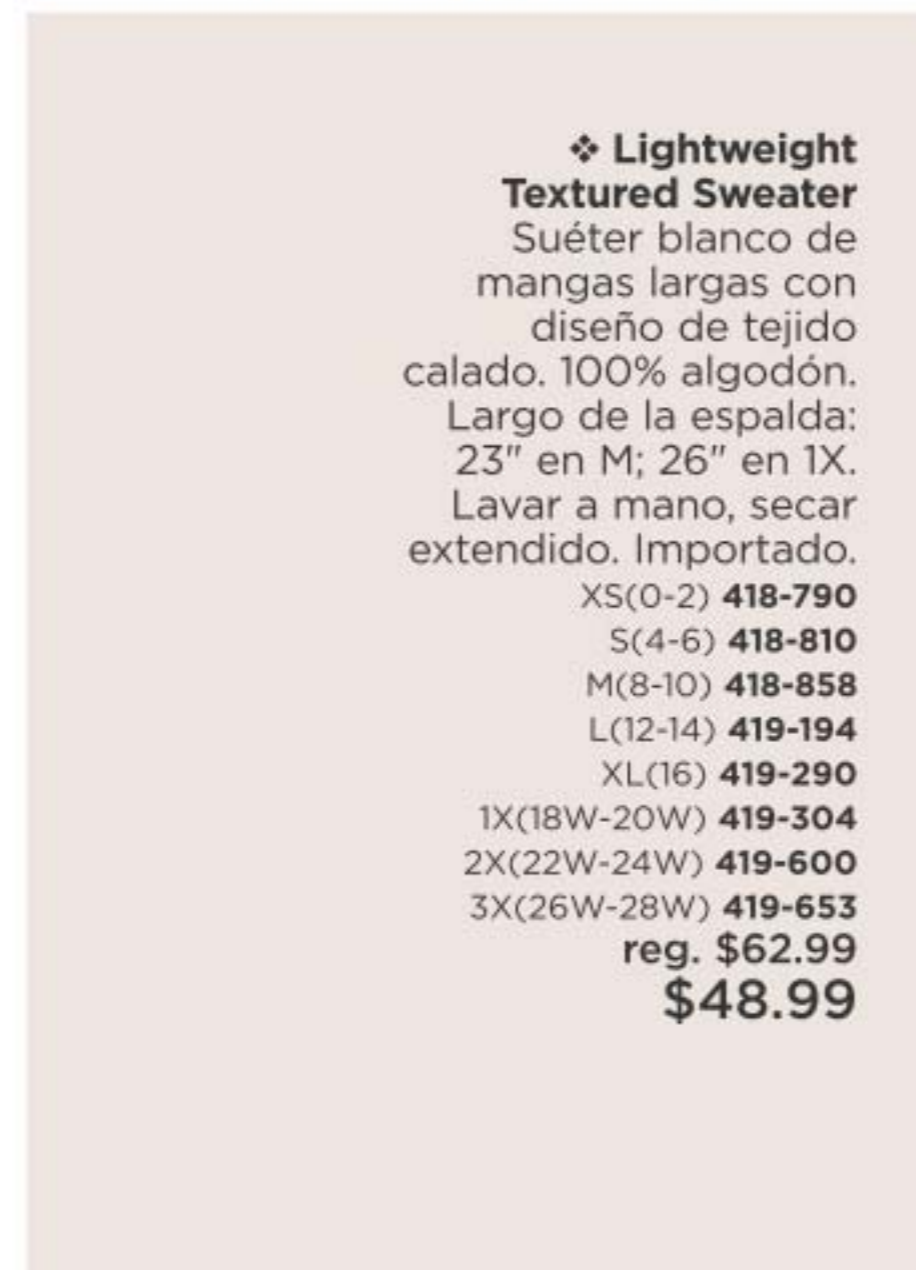 ❖ Lightweight
Textured Sweater
Suéter blanco de
mangas largas con
diseño de tejido
calado. 100% algodón.
Largo de la espalda:
23" en M; 26" en 1X.
Lavar a mano, secar
extendido. Importado.
XS(0-2) 418-790
S(4-6) 418-810
M(8-10) 418-858
L(12-14) 419-194
XL(16) 419-290
1X(18W-20W) 419-304
2X(22W-24W) 419-600
3X(26W-28W) 419-653
reg. $62.99
$48.99